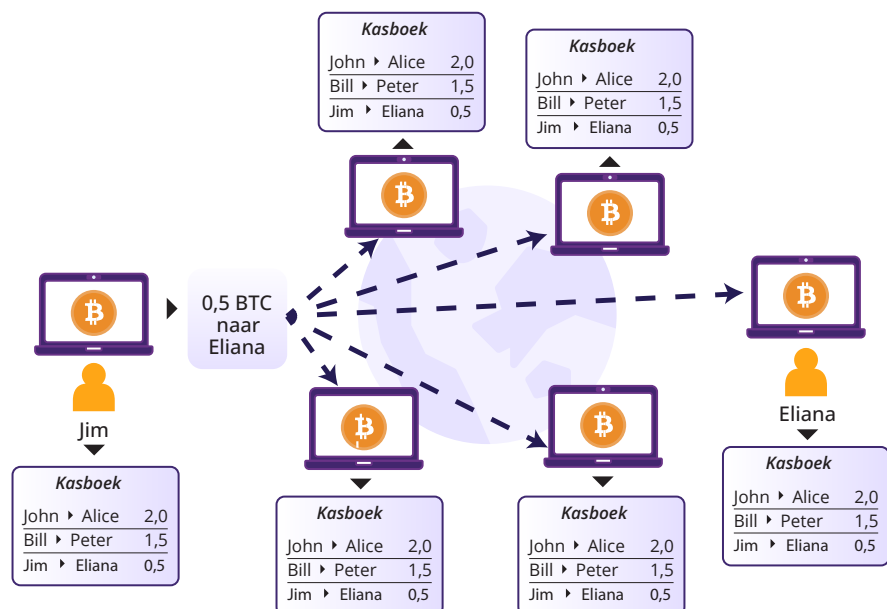 Kasboek
John ▸ Alice 2,0
Bill ▸ Peter 1,5
Jim ▸ Eliana 0,5
Kasboek
John ▸ Alice 2,0
Bill ▸ Peter 1,5
Jim ▸ Eliana 0,5
0,5 BTC
naar
Eliana
Jim
Eliana
Kasboek
John ▸ Alice 2,0
Bill ▸ Peter 1,5
Jim ▸ Eliana 0,5
Kasboek
John ▸ Alice 2,0
Bill ▸ Peter 1,5
Jim ▸ Eliana 0,5
Kasboek
John ▸ Alice 2,0
Bill ▸ Peter 1,5
Jim ▸ Eliana 0,5
Kasboek
John ▸ Alice 2,0
Bill ▸ Peter 1,5
Jim ▸ Eliana 0,5